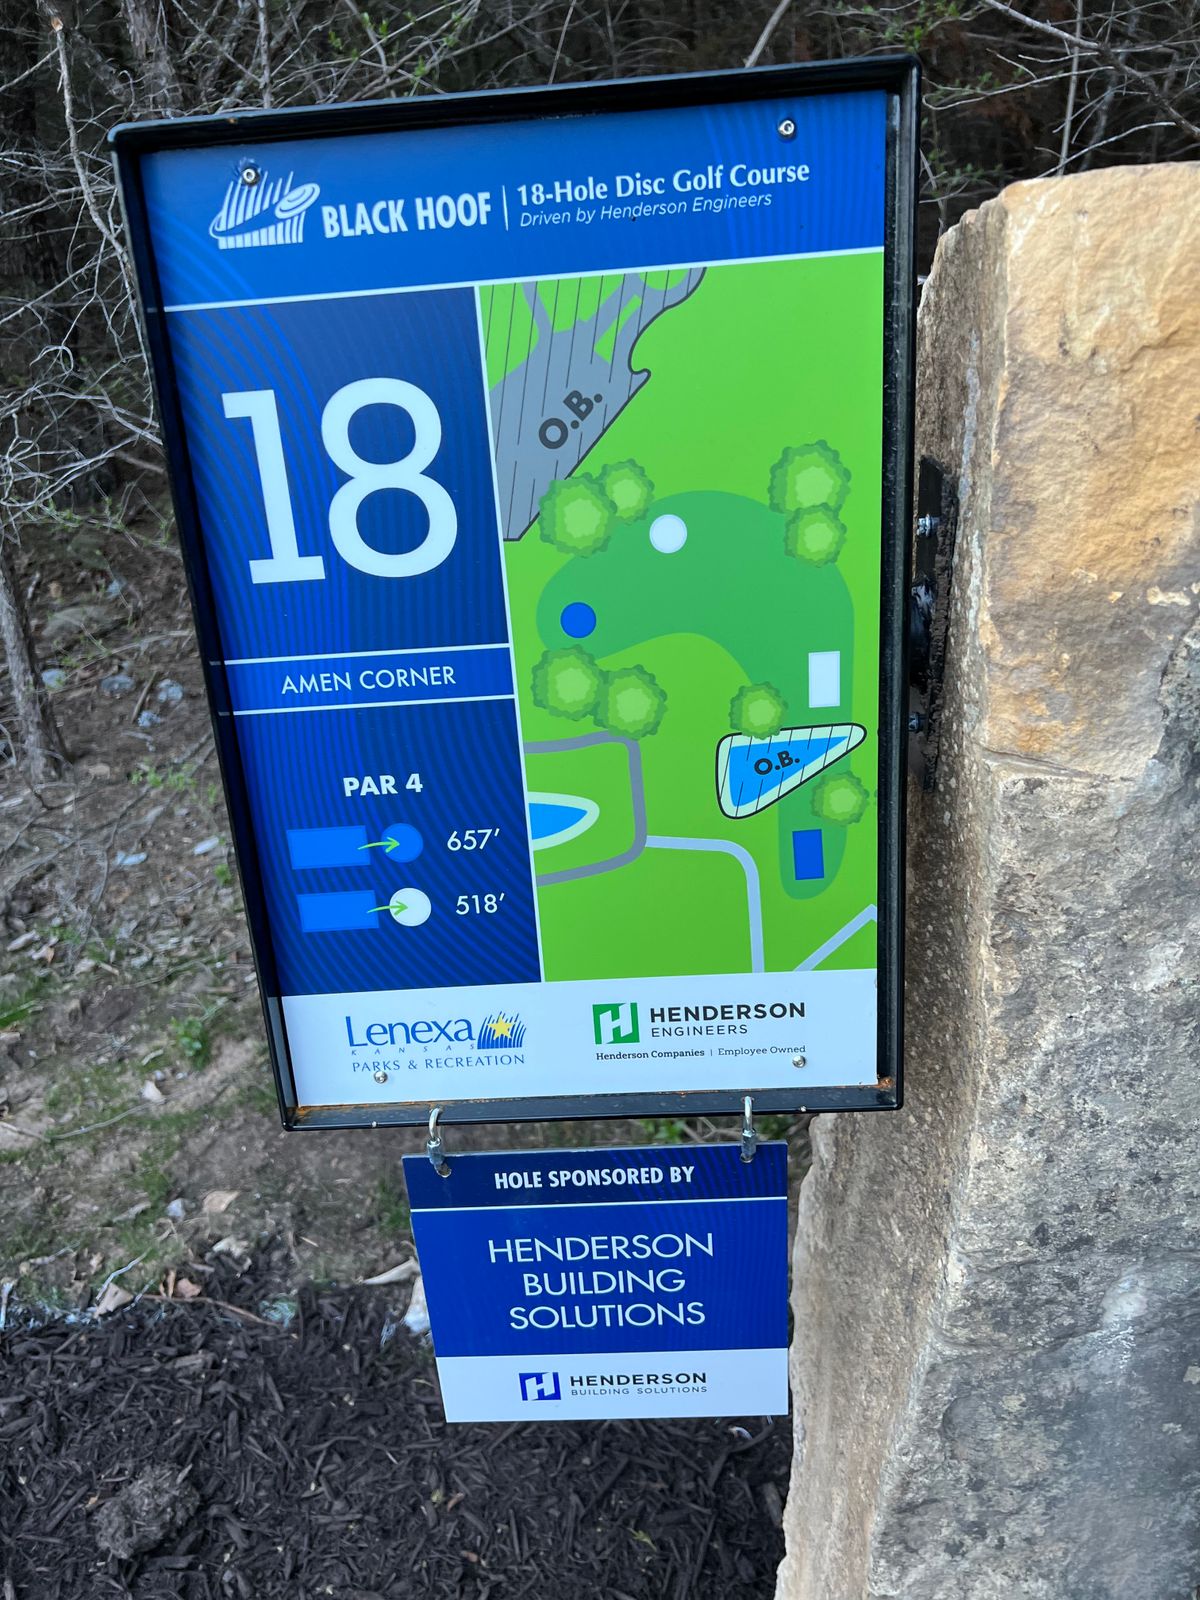 BLACK HOOF | 18-Hole Disc Golf Course
Driven by Henderson Engineers
18
AMEN CORNER
PAR 4
657'
518'
O.B.
O.B.
Lenexa
KANSAS
PARKS & RECREATION
HENDERSON
ENGINEERS
Henderson Companies | Employee Owned
HOLE SPONSORED BY
HENDERSON
BUILDING
SOLUTIONS
HENDERSON
BUILDING SOLUTIONS